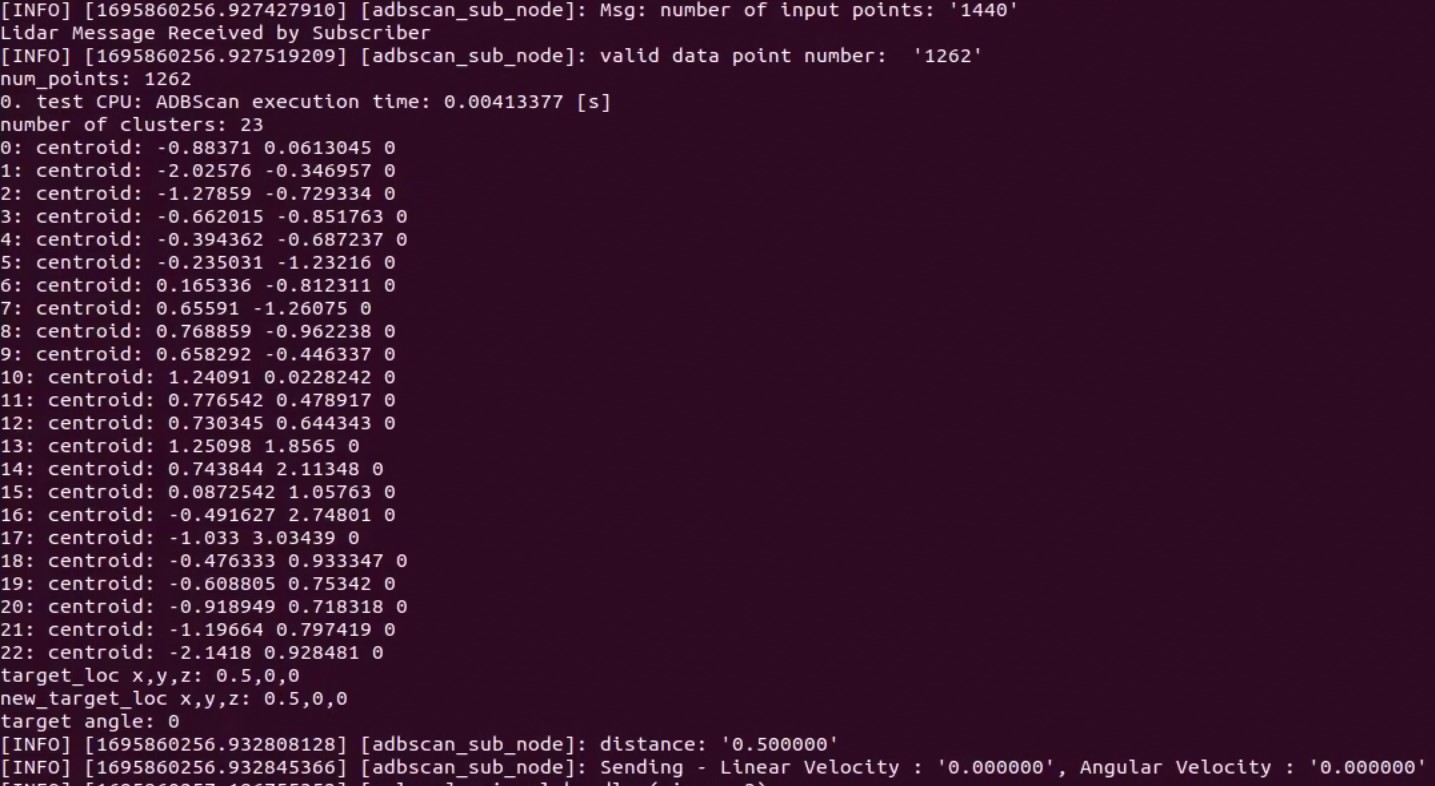 [INFO] [1695860256.927427910] [adbscan_sub_node]: Msg: number of input points: '1440'
Lidar Message Received by Subscriber
[INFO] [1695860256.927519209] [adbscan_sub_node]: valid data point number:  '1262'
num_points: 1262
0. test CPU: ADBScan execution time: 0.00413377 [s]
number of clusters: 23
0: centroid: -0.88371 0.0613045 0
1: centroid: -2.02576 -0.346957 0
2: centroid: -1.27859 -0.729334 0
3: centroid: -0.662015 -0.851763 0
4: centroid: -0.394362 -0.687237 0
5: centroid: -0.235031 -1.23216 0
6: centroid: 0.165336 -0.812311 0
7: centroid: 0.65591 -1.26075 0
8: centroid: 0.768859 -0.962238 0
9: centroid: 0.658292 -0.446337 0
10: centroid: 1.24091 0.0228242 0
11: centroid: 0.776542 0.478917 0
12: centroid: 0.730345 0.644343 0
13: centroid: 1.25098 1.8565 0
14: centroid: 0.743844 2.11348 0
15: centroid: 0.0872542 1.05763 0
16: centroid: -0.491627 2.74801 0
17: centroid: -1.033 3.03439 0
18: centroid: -0.476333 0.933347 0
19: centroid: -0.608805 0.75342 0
20: centroid: -0.918949 0.718318 0
21: centroid: -1.19664 0.797419 0
22: centroid: -2.1418 0.928481 0
target_loc x,y,z: 0.5,0,0
new_target_loc x,y,z: 0.5,0,0
target angle: 0
[INFO] [1695860256.932808128] [adbscan_sub_node]: distance: '0.500000'
[INFO] [1695860256.932845366] [adbscan_sub_node]: Sending - Linear Velocity : '0.000000', Angular Velocity : '0.000000'